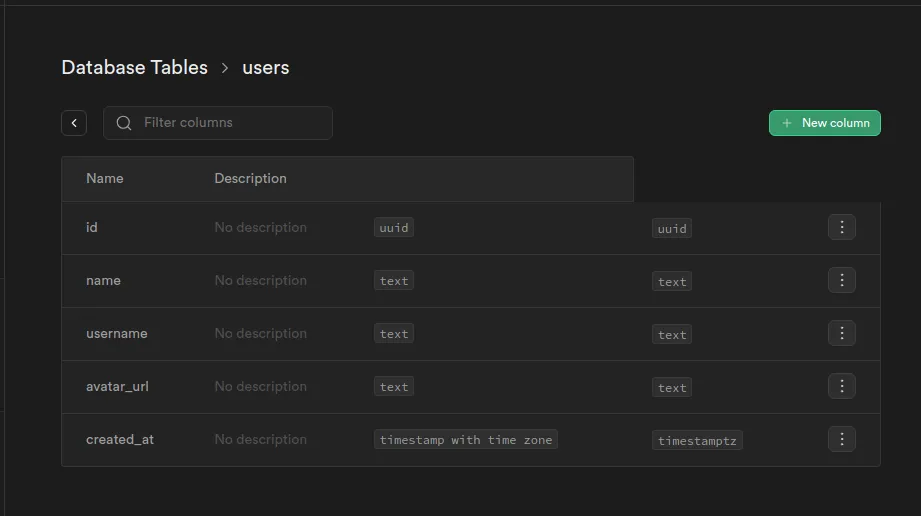 Database Tables > users
Filter columns
+ New column
Name Description
id No description uuid uuid
name No description text text
username No description text text
avatar_url No description text text
created_at No description timestamp with time zone timestamptz